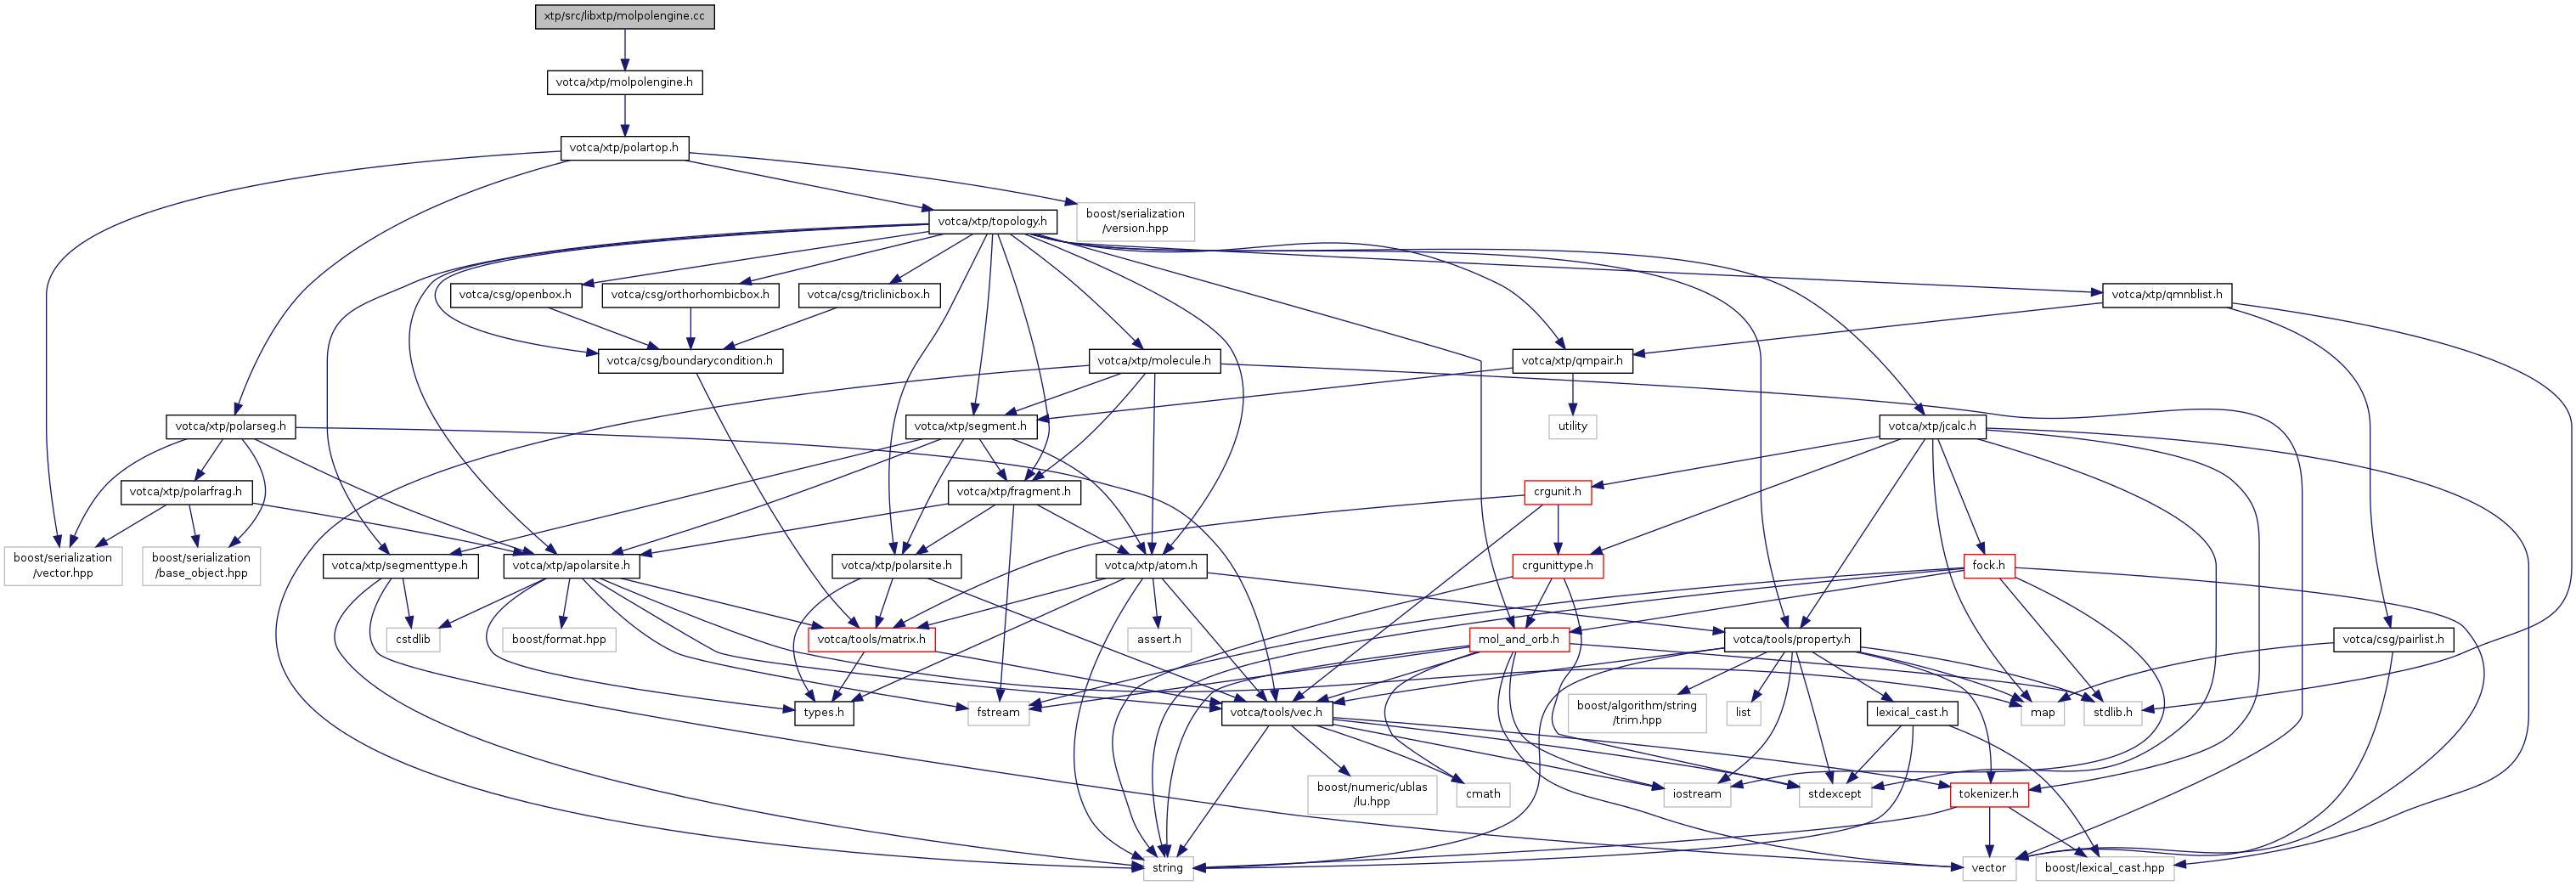 xtp/src/libxtp/molpolengine.cc
votca/xtp/molpolengine.h
votca/xtp/polartop.h
votca/xtp/topology.h
boost/serialization
/version.hpp
votca/csg/openbox.h
votca/csg/orthorhombicbox.h
votca/csg/triclinicbox.h
votca/xtp/qmnblist.h
votca/csg/boundarycondition.h
votca/xtp/molecule.h
votca/xtp/qmpair.h
votca/xtp/polarseg.h
votca/xtp/segment.h
utility
votca/xtp/jcalc.h
votca/xtp/polarfrag.h
votca/xtp/fragment.h
crgunit.h
boost/serialization
/vector.hpp
boost/serialization
/base_object.hpp
votca/xtp/segmenttype.h
votca/xtp/apolarsite.h
votca/xtp/polarsite.h
votca/xtp/atom.h
crgunittype.h
fock.h
cstdlib
boost/format.hpp
votca/tools/matrix.h
assert.h
mol_and_orb.h
votca/tools/property.h
votca/csg/pairlist.h
types.h
fstream
votca/tools/vec.h
boost/algorithm/string
/trim.hpp
list
lexical_cast.h
map
stdlib.h
boost/numeric/ublas
/lu.hpp
cmath
iostream
stdexcept
tokenizer.h
string
vector
boost/lexical_cast.hpp